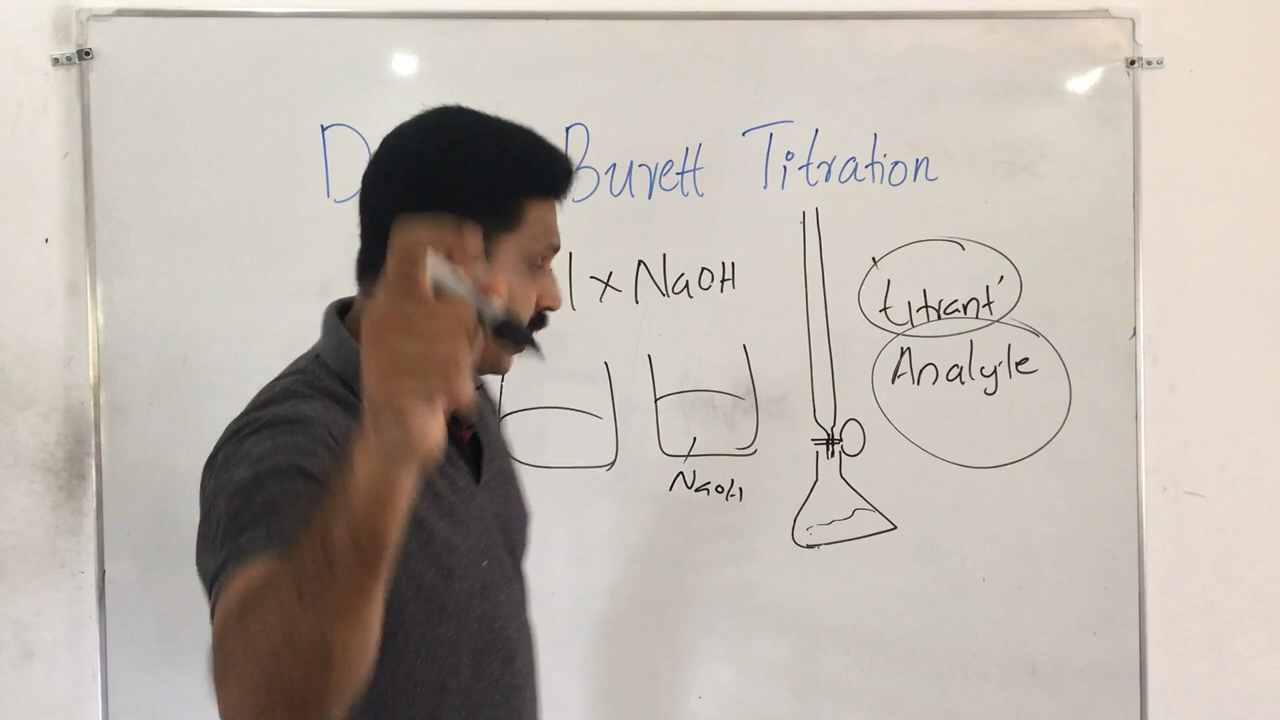 Burett Titration
l x NaOH
titrant
Analyte
NaOH